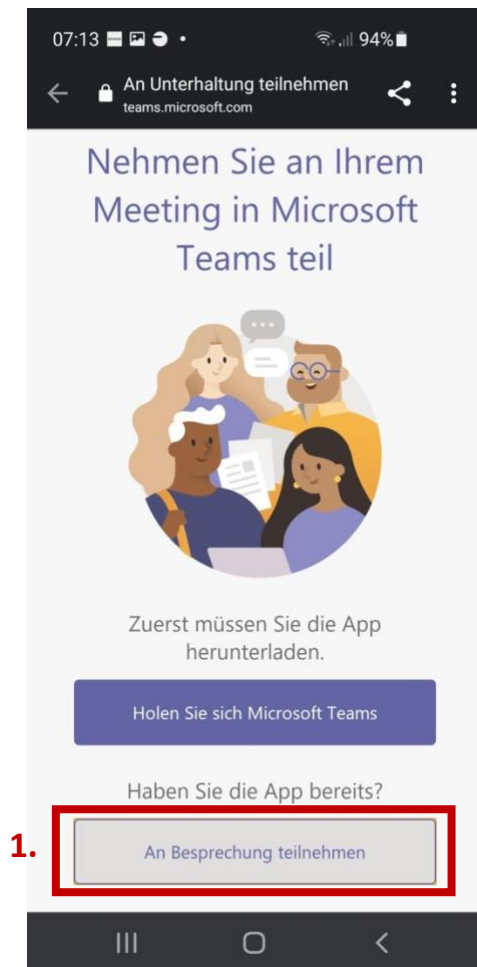 07:13
94%
An Unterhaltung teilnehmen
teams.microsoft.com
Nehmen Sie an Ihrem
Meeting in Microsoft
Teams teil
Zuerst müssen Sie die App
herunterladen.
Holen Sie sich Microsoft Teams
Haben Sie die App bereits?
1.
An Besprechung teilnehmen